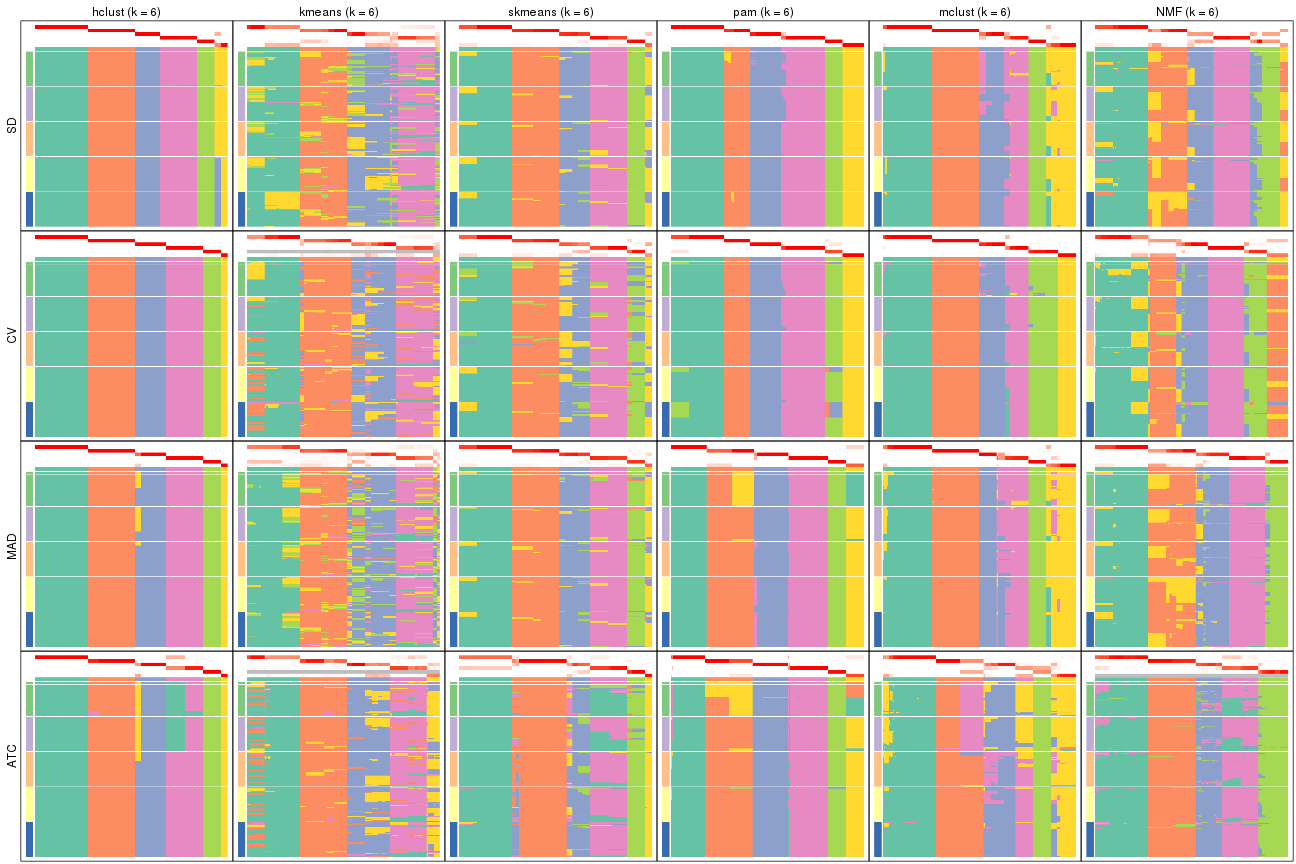 hclust (k = 6)
kmeans (k = 6)
skmeans (k = 6)
pam (k = 6)
mclust (k = 6)
NMF (k = 6)
SD
CV
MAD
ATC